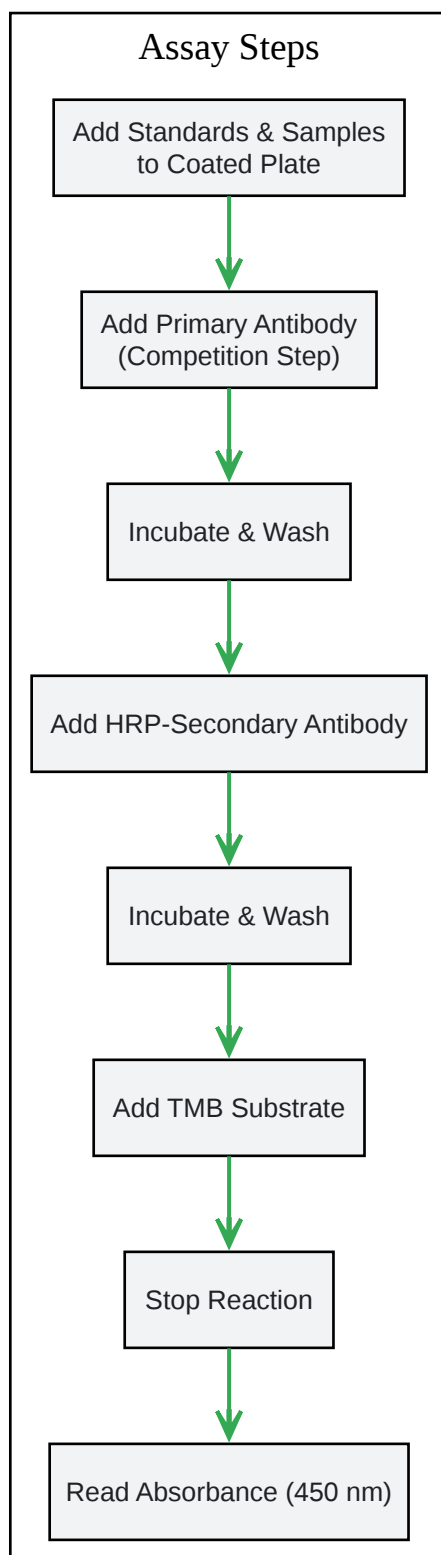 Assay Steps
Add Standards & Samples
to Coated Plate
Add Primary Antibody
(Competition Step)
Incubate & Wash
Add HRP-Secondary Antibody
Incubate & Wash
Add TMB Substrate
Stop Reaction
Read Absorbance (450 nm)